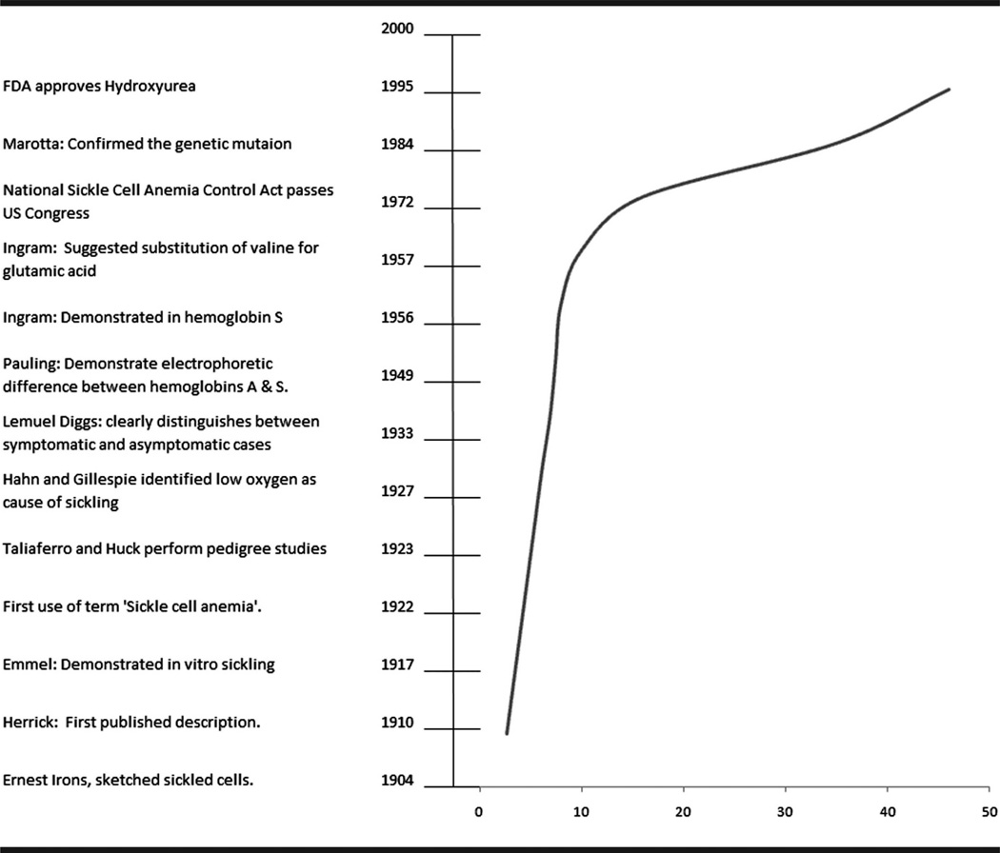 2000
FDA approves Hydroxyurea 1995
Marotta: Confirmed the genetic mutaion 1984
National Sickle Cell Anemia Control Act passes
US Congress 1972
Ingram: Suggested substitution of valine for
glutamic acid 1957
Ingram: Demonstrated in hemoglobin S 1956
Pauling: Demonstrate electrophoretic
difference between hemoglobins A & S. 1949
Lemuel Diggs: clearly distinguishes between
symptomatic and asymptomatic cases 1933
Hahn and Gillespie identified low oxygen as
cause of sickling 1927
Taliaferro and Huck perform pedigree studies 1923
First use of term 'Sickle cell anemia'. 1922
Emmel: Demonstrated in vitro sickling 1917
Herrick: First published description. 1910
Ernest Irons, sketched sickled cells. 1904
0 10 20 30 40 50